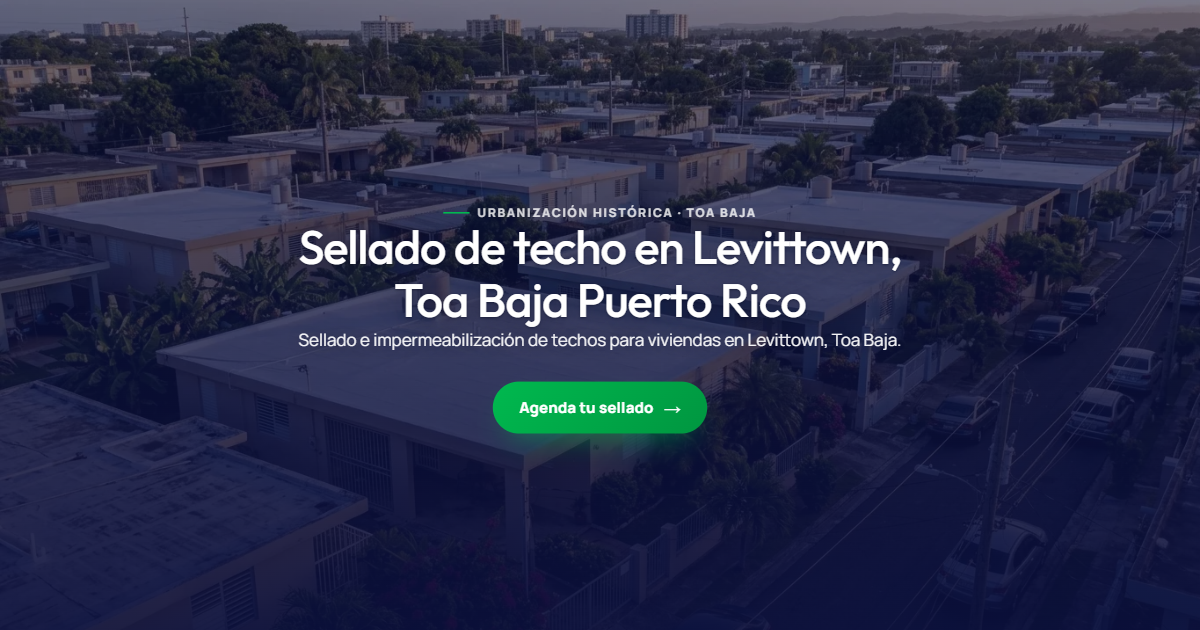 URBANIZACIÓN HISTÓRICA · TOA BAJA
Sellado de techo en Levittown,
Toa Baja Puerto Rico
Sellado e impermeabilización de techos para viviendas en Levittown, Toa Baja.
Agenda tu sellado →